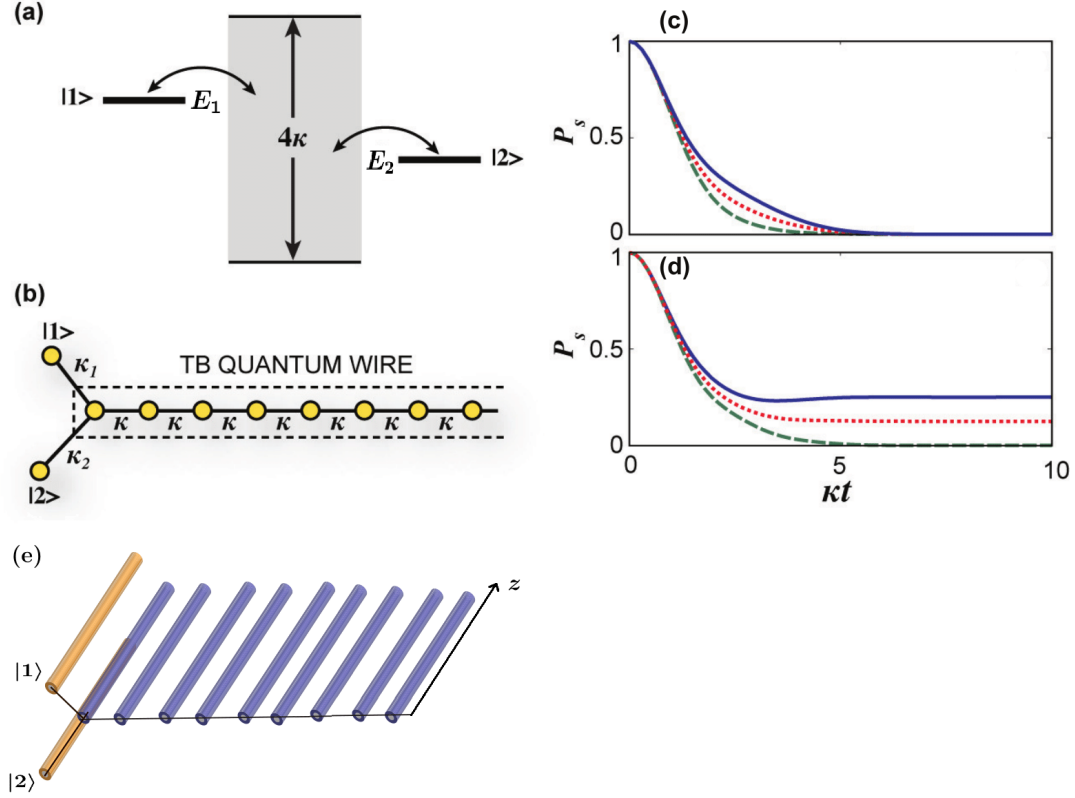 (a)
|1>
E₁
4κ
E₂
|2>
(b)
|1>
κ₁
TB QUANTUM WIRE
κ κ κ κ κ κ κ
κ₂
|2>
(c)
1
0.5
0
Pₛ
(d)
1
0.5
0
Pₛ
0 5 10
κt
(e)
z
|1⟩
|2⟩